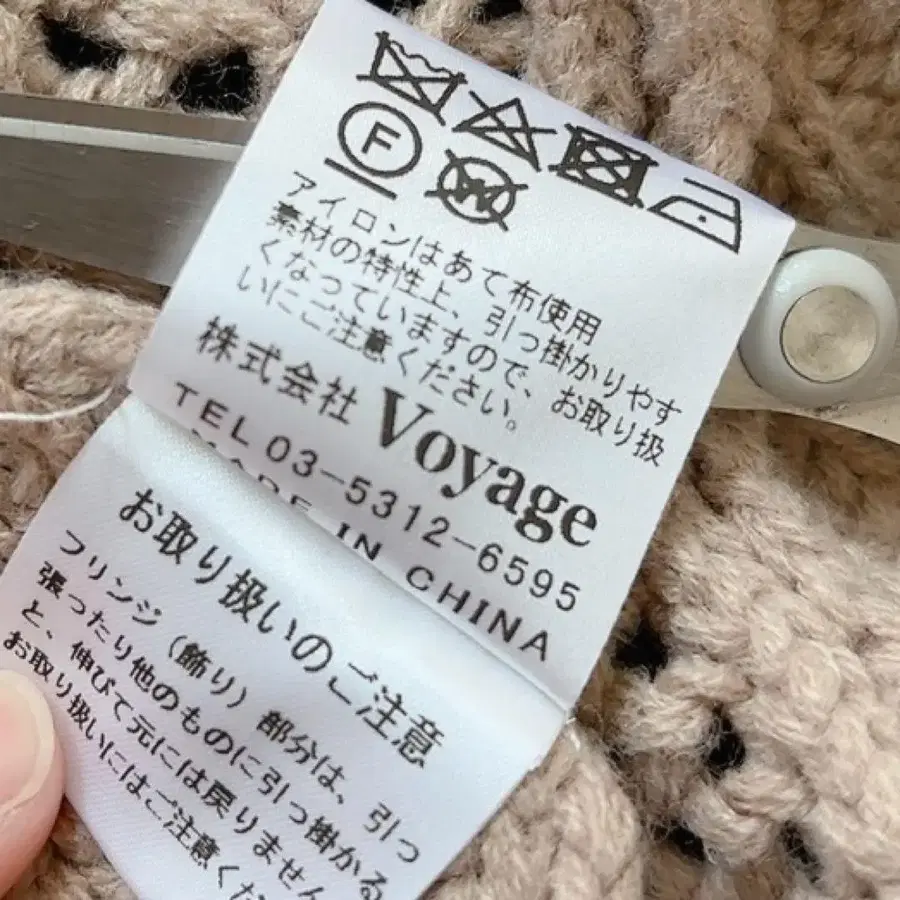 F
W
アイロンはあて布使用
素材の特性上、引っ掛かりやす
くなっていますので、お取り扱
いにご注意ください。
株式会社 Voyage
TEL 03-5312-6595
MADE IN CHINA
お取り扱いのご注意
フリンジ(飾り)部分は、引っ
張ったり他のものに引っ掛かる
と、伸びて元には戻りません
お取り扱いにはご注意くだ